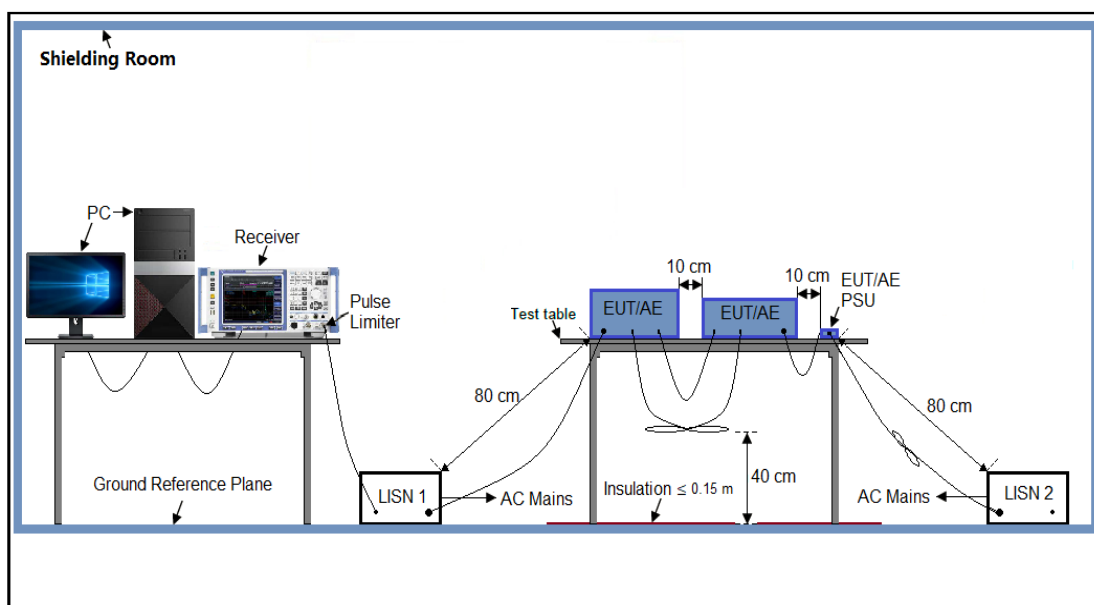 Shielding Room
PC
Receiver
Pulse
Limiter
10 cm
10 cm
EUT/AE
PSU
EUT/AE
EUT/AE
Test table
80 cm
80 cm
40 cm
Ground Reference Plane
LISN 1
AC Mains
Insulation ≤ 0.15 m
AC Mains
LISN 2